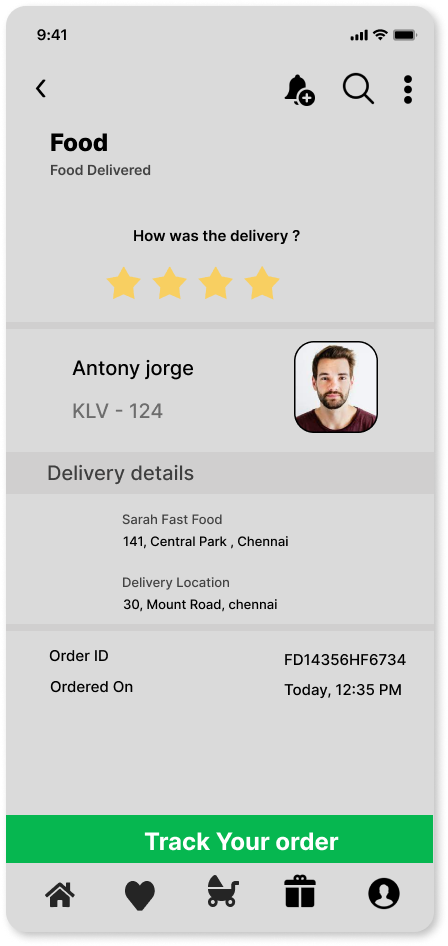 9:41
Food
Food Delivered
How was the delivery ?
Antony jorge
KLV - 124
Delivery details
Sarah Fast Food
141, Central Park , Chennai
Delivery Location
30, Mount Road, chennai
Order ID FD14356HF6734
Ordered On Today, 12:35 PM
Track Your order